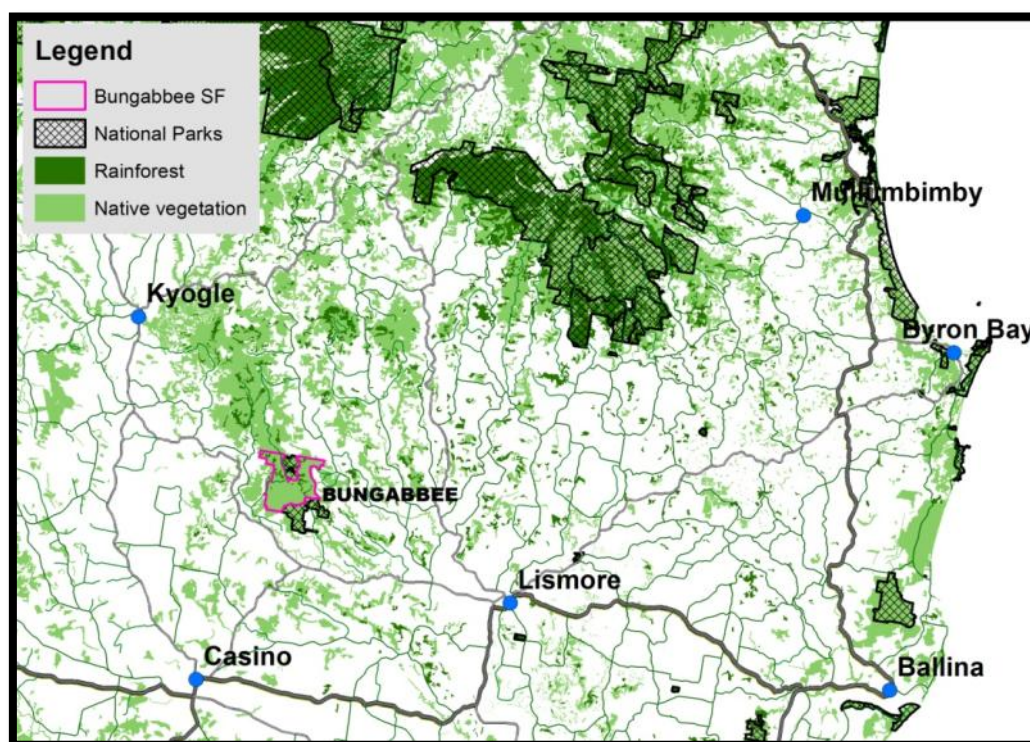 Legend
Bungabbee SF
National Parks
Rainforest
Native vegetation
Mullumbimby
Kyogle
Byron Bay
BUNGABBEE
Lismore
Casino
Ballina